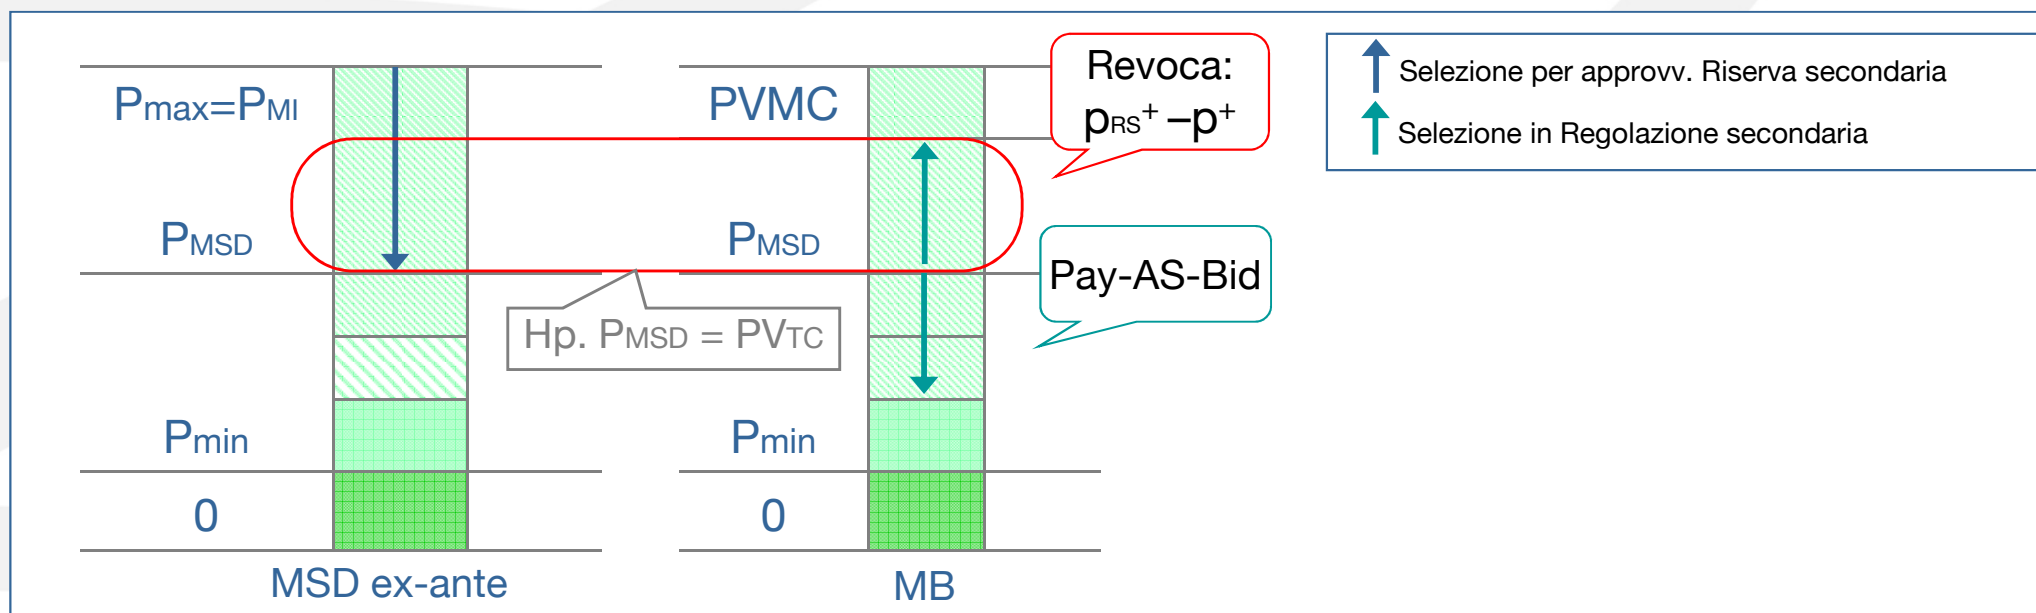 Pmax=PMI
PMSD
Pmin
0
MSD ex-ante
Hp. PMSD = PVTC
PVMC
PMSD
Pmin
0
MB
Revoca:
pRS+ –p+
Pay-AS-Bid
Selezione per approvv. Riserva secondaria
Selezione in Regolazione secondaria